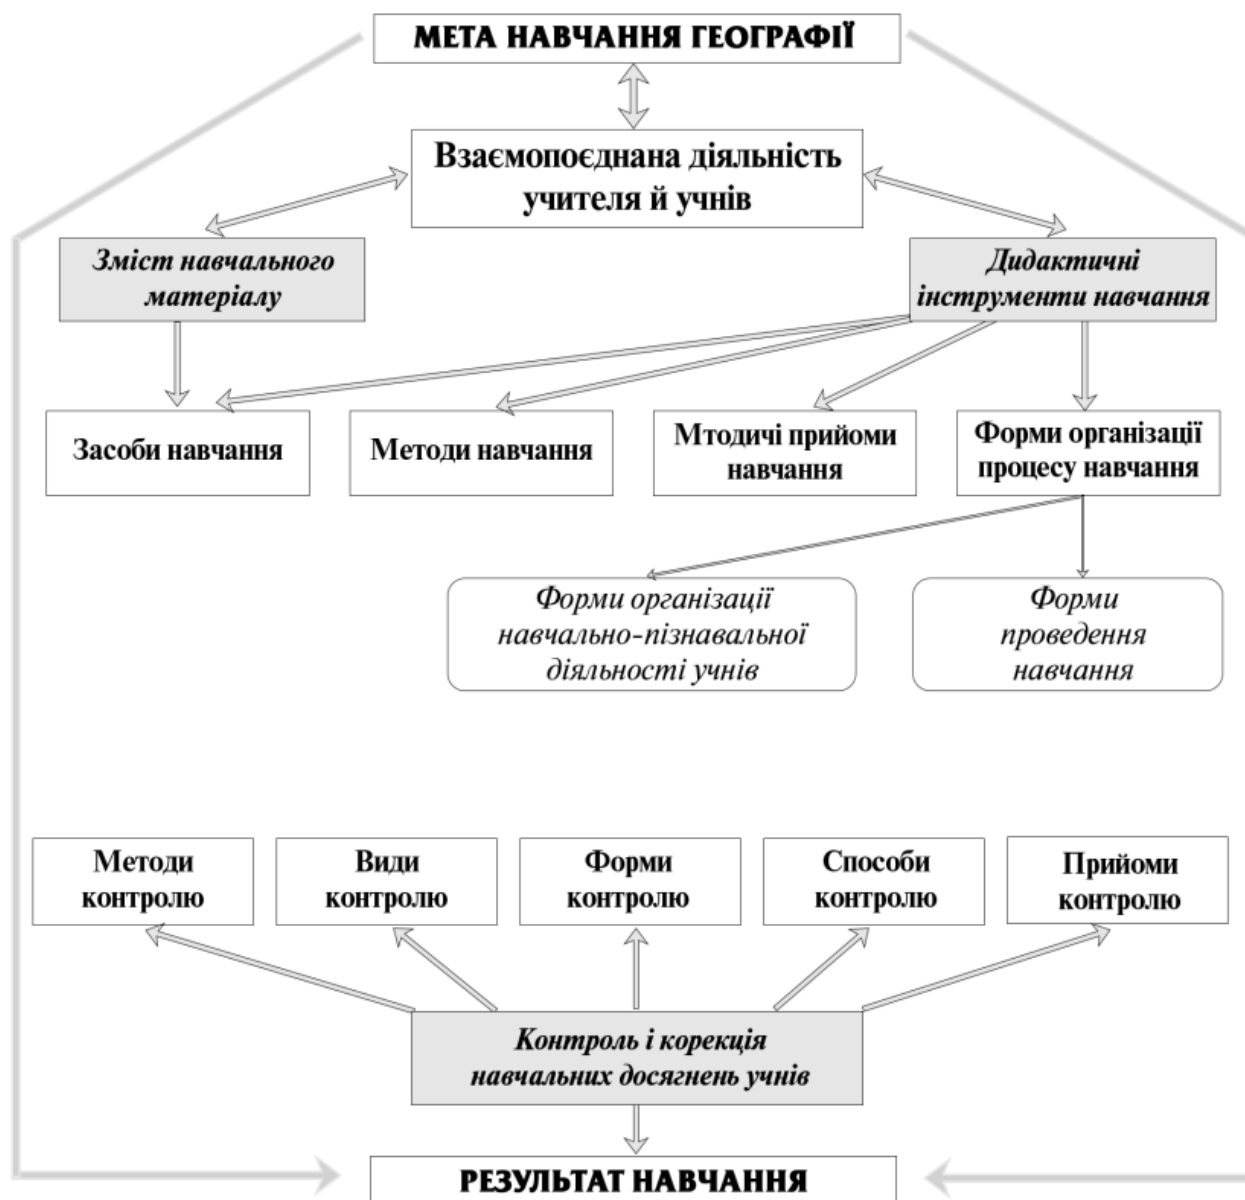 МЕТА НАВЧАННЯ ГЕОГРАФІЇ
Взаємопоєднана діяльність
учителя й учнів
Зміст навчального
матеріалу
Дидактичні
інструменти навчання
Засоби навчання
Методи навчання
Мтодичі прийоми
навчання
Форми організації
процесу навчання
Форми організації
навчально-пізнавальної
діяльності учнів
Форми
проведення
навчання
Методи
контролю
Види
контролю
Форми
контролю
Способи
контролю
Прийоми
контролю
Контроль і корекція
навчальних досягнень учнів
РЕЗУЛЬТАТ НАВЧАННЯ